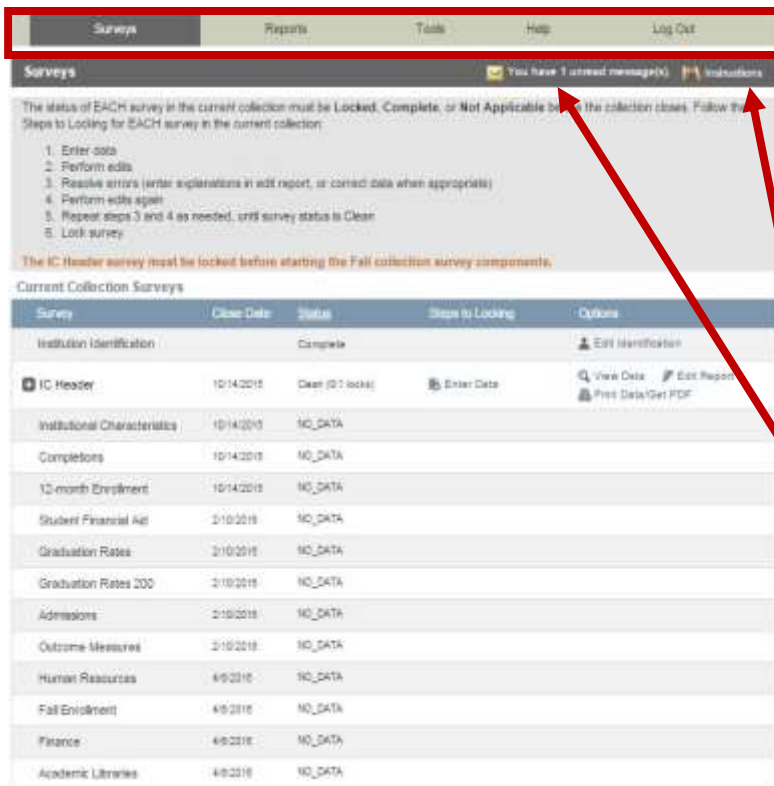 Surveys Reports Tools Help Log Out
Surveys You have 1 unread message(s) Instructions
The status of EACH survey in the current collection must be Locked, Complete, or Not Applicable the collection closes. Follow the
Steps to Locking for EACH survey in the current collection:
1. Enter data
2. Perform edits
3. Resolve errors (enter explanations in edit report, or correct data when appropriate)
4. Perform edits again
5. Repeat steps 3 and 4 as needed, until survey status is Clean
6. Lock survey
The IC Header survey must be locked before starting the Fall collection survey components.
Current Collection Surveys
Survey Close Date Status Steps to Locking Options
Institution Identification Complete Edit Identification
IC Header 10/14/2015 Clean (0/1 locks) Enter Data View Data Edit Report
Print Data/Get PDF
Institutional Characteristics 10/14/2015 NO_DATA
Completions 10/14/2015 NO_DATA
12-month Enrollment 10/14/2015 NO_DATA
Student Financial Aid 2/10/2016 NO_DATA
Graduation Rates 2/10/2016 NO_DATA
Graduation Rates 200 2/10/2016 NO_DATA
Admissions 2/10/2016 NO_DATA
Outcome Measures 2/10/2016 NO_DATA
Human Resources 4/6/2016 NO_DATA
Fall Enrollment 4/6/2016 NO_DATA
Finance 4/6/2016 NO_DATA
Academic Libraries 4/6/2016 NO_DATA